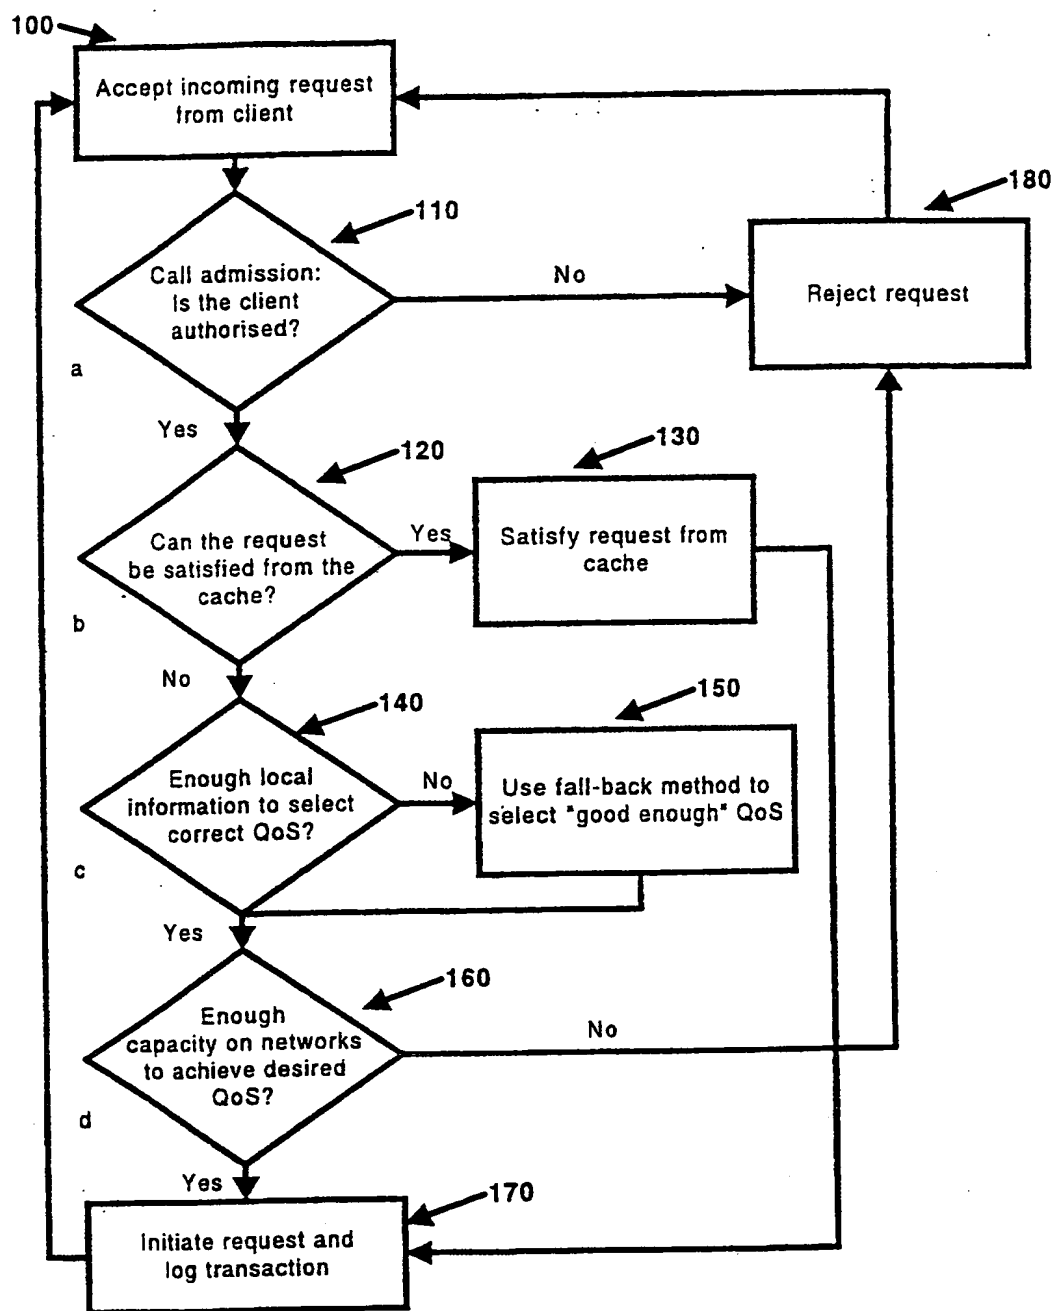 100
Accept incoming request
from client
180
110
Call admission:
Is the client
authorised?
No
Reject request
a
Yes
120
130
Can the request
be satisfied from the
cache?
Yes
Satisfy request from
cache
b
No
140
150
Enough local
information to select
correct QoS?
No
Use fall-back method to
select "good enough" QoS
c
Yes
160
Enough
capacity on networks
to achieve desired
QoS?
No
d
Yes
170
Initiate request and
log transaction